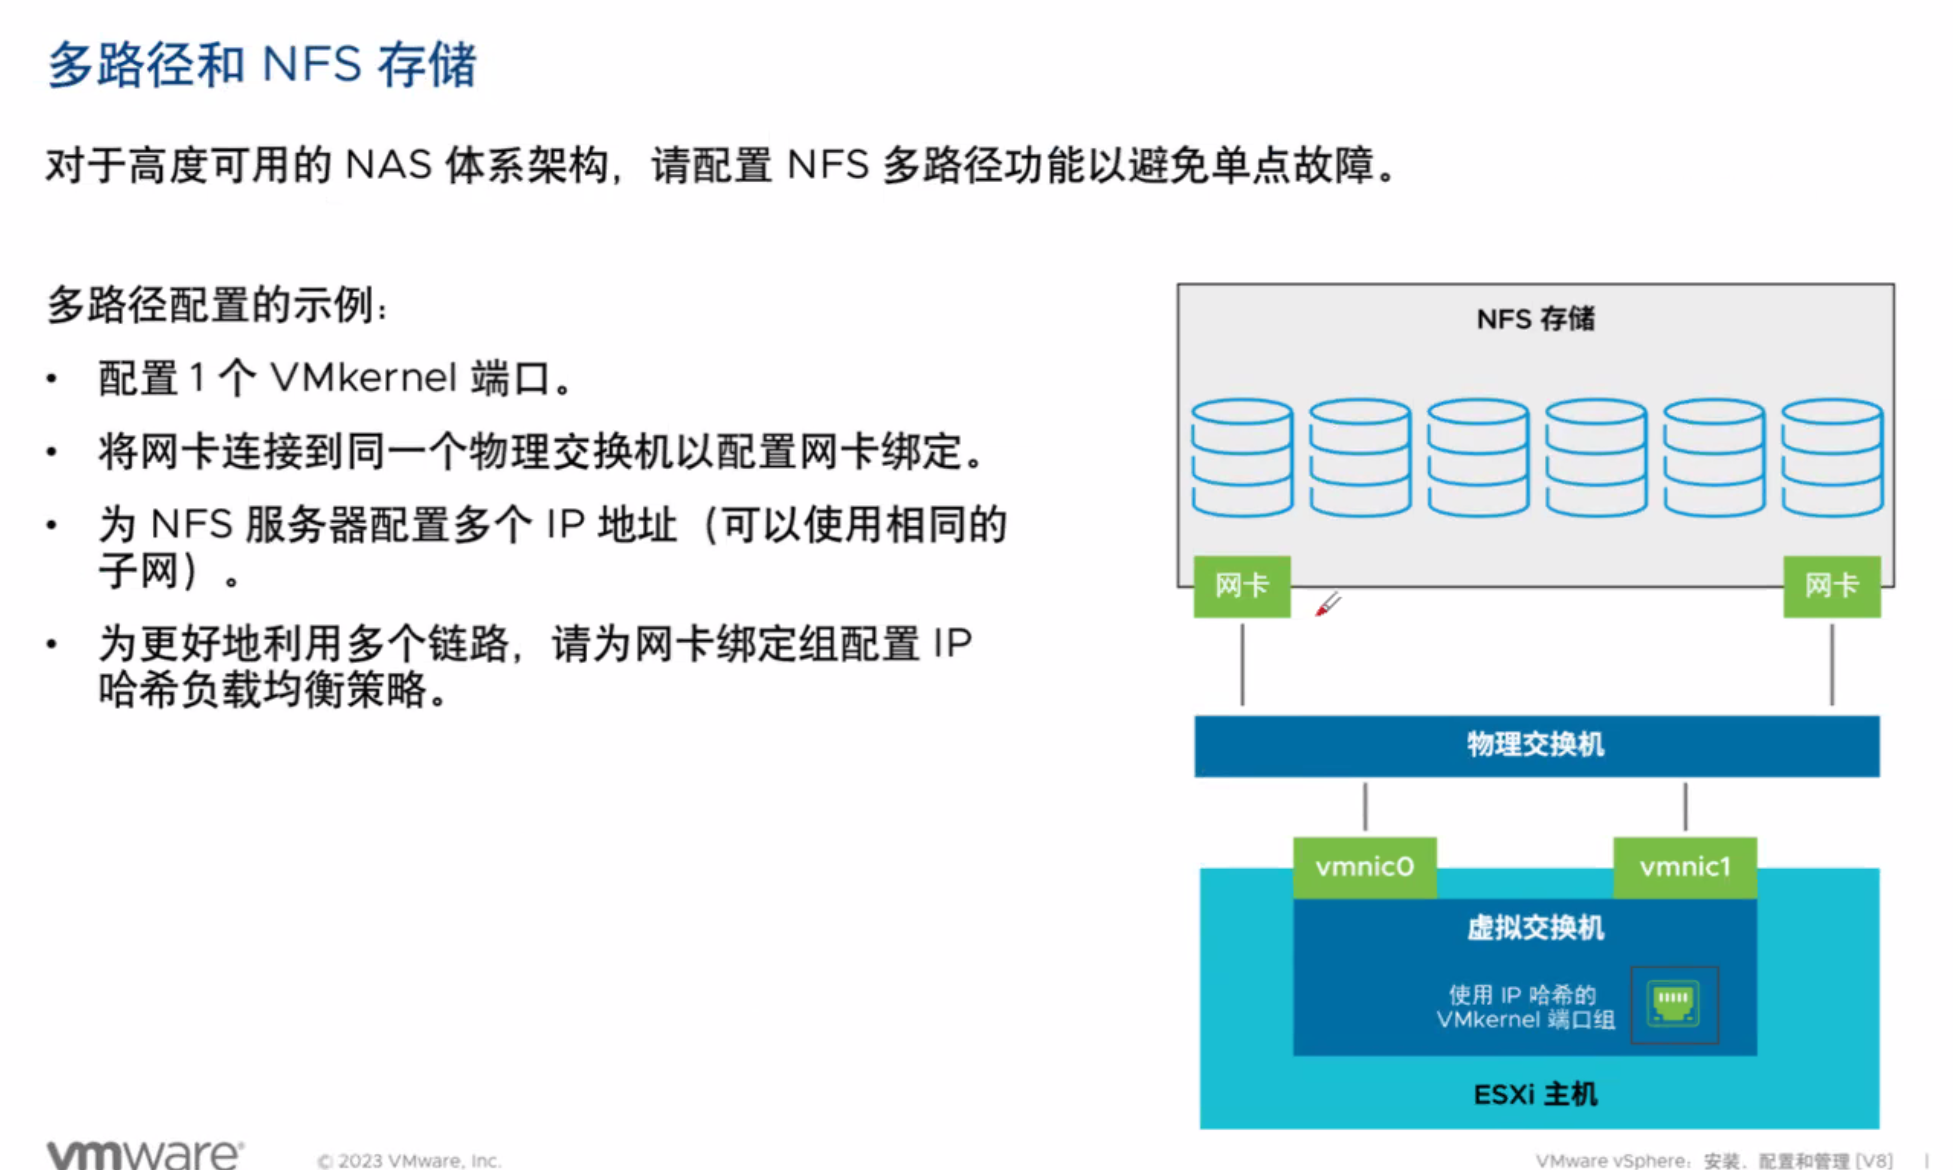 多路径和 NFS 存储
对于高度可用的 NAS 体系架构，请配置 NFS 多路径功能以避免单点故障。
多路径配置的示例：
• 配置 1 个 VMkernel 端口。
• 将网卡连接到同一个物理交换机以配置网卡绑定。
• 为 NFS 服务器配置多个 IP 地址（可以使用相同的
子网）。
• 为更好地利用多个链路，请为网卡绑定组配置 IP
哈希负载均衡策略。
NFS 存储
网卡
网卡
物理交换机
vmnic0
vmnic1
虚拟交换机
使用 IP 哈希的
VMkernel 端口组
ESXi 主机
vmware®
© 2023 VMware, Inc.
VMware vSphere：安装、配置和管理 [V8] |